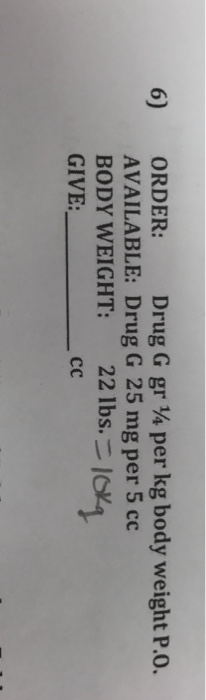 6) ORDER: Drug G gr ¼ per kg body weight P.O.
AVAILABLE: Drug G 25 mg per 5 cc
BODY WEIGHT: 22 lbs. = 10kg
GIVE:__________ cc